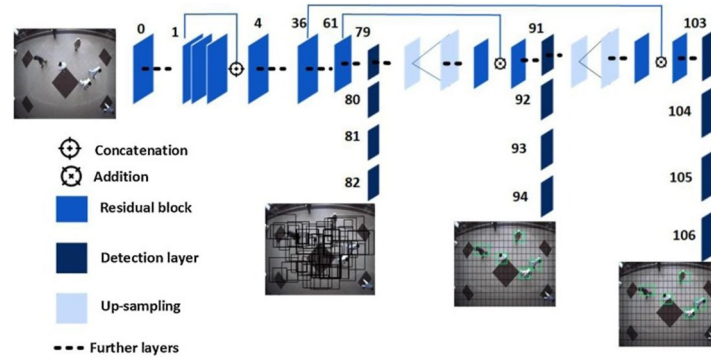 0
1
4
36
61
79
91
103
80
81
82
92
93
94
104
105
106
Concatenation
Addition
Residual block
Detection layer
Up-sampling
Further layers